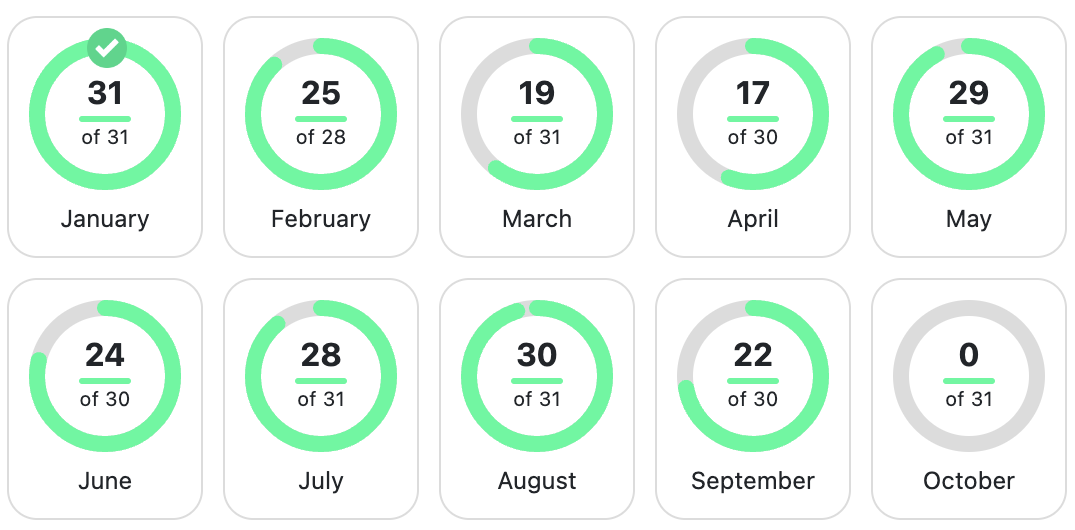 31
of 31
January
25
of 28
February
19
of 31
March
17
of 30
April
29
of 31
May
24
of 30
June
28
of 31
July
30
of 31
August
22
of 30
September
0
of 31
October